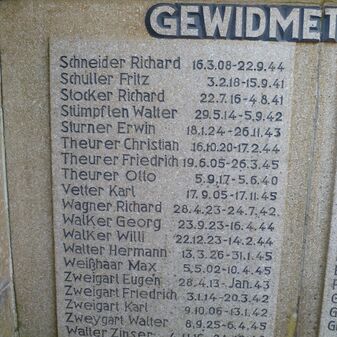 GEWIDMET
Schneider Richard 16.3.08-22.9.44
Schüller Fritz 3.2.18-15.9.41
Stocker Richard 22.7.16-4.8.41
Stümpflen Walter 29.5.14-5.9.42
Sturner Erwin 18.1.24-26.11.43
Theurer Christian 16.10.20-17.2.44
Theurer Friedrich 19.6.05-26.3.45
Theurer Otto 5.9.17-5.6.40
Vetter Karl 17.9.05-17.11.45
Wagner Richard 28.4.23-24.7.42
Walker Georg 23.9.23-16.4.44
Walker Willi 22.12.23-14.2.44
Walter Hermann 13.3.26-31.1.45
Weißhaar Max 5.5.02-10.4.45
Zweigart Eugen 28.4.13-Jan.43
Zweigart Friedrich 3.1.14-20.3.42
Zweigart Karl 9.10.06-13.1.42
Zweygart Walter 8.9.25-6.4.45
Walter Zinser